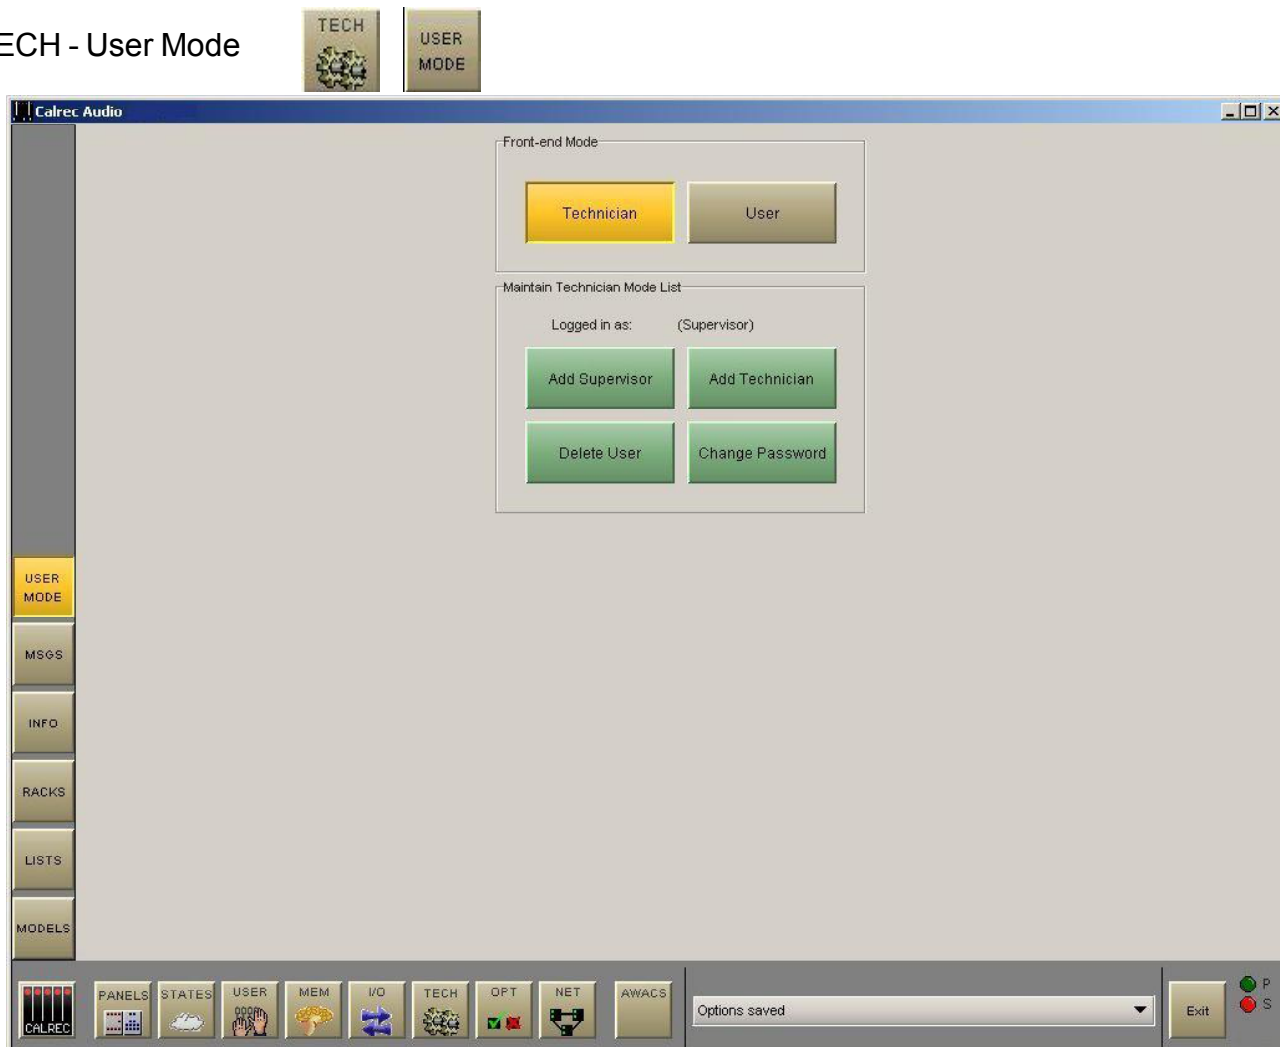 ECH - User Mode
TECH
USER
MODE
Calrec Audio
Front-end Mode
Technician
User
Maintain Technician Mode List
Logged in as: (Supervisor)
Add Supervisor
Add Technician
Delete User
Change Password
USER
MODE
MSGS
INFO
RACKS
LISTS
MODELS
CALREC
PANELS
STATES
USER
MEM
I/O
TECH
OPT
NET
AWACS
Options saved
Exit
P
S